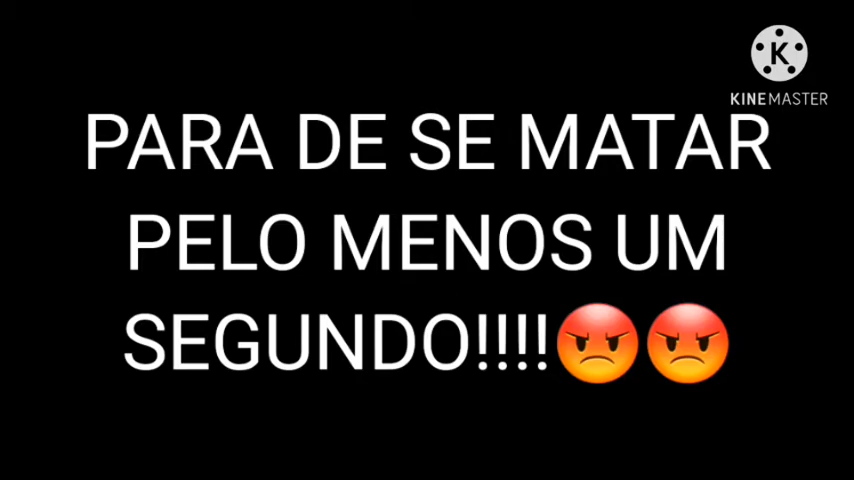 KINEMASTER
PARA DE SE MATAR
PELO MENOS UM
SEGUNDO!!!!😡😡